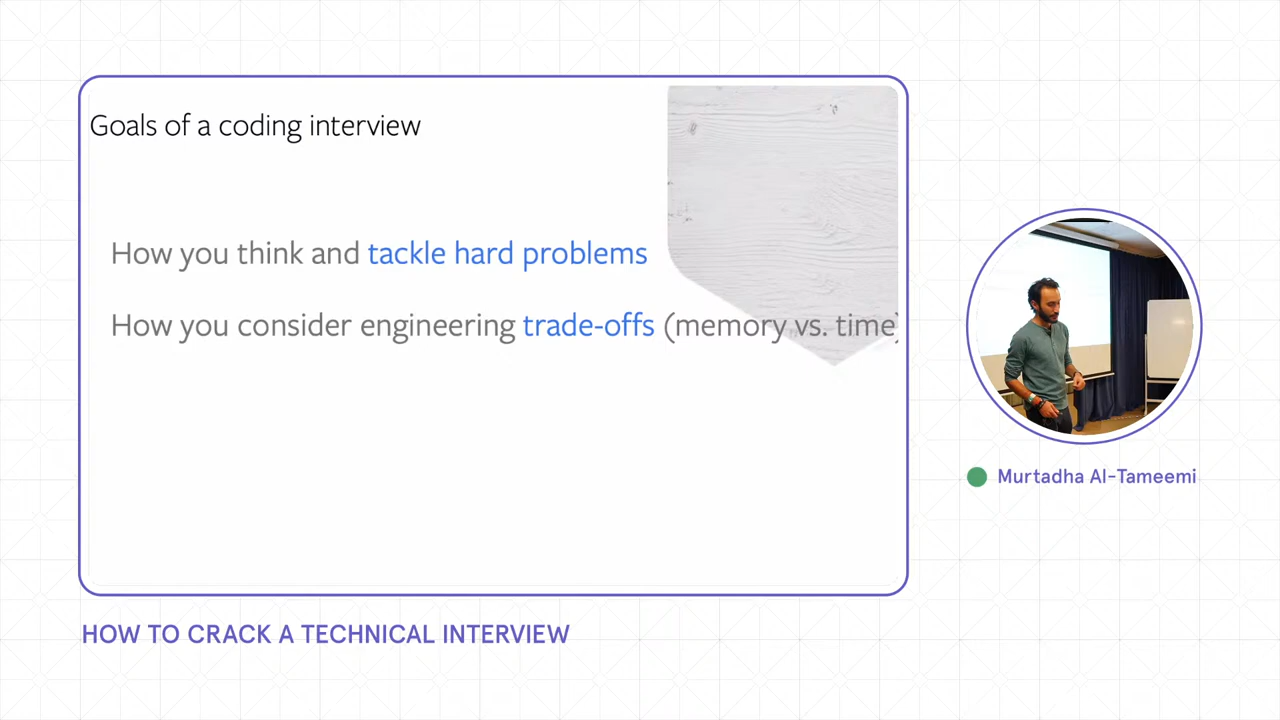 Goals of a coding interview
How you think and tackle hard problems
How you consider engineering trade-offs (memory vs. time)
Murtadha Al-Tameemi
HOW TO CRACK A TECHNICAL INTERVIEW